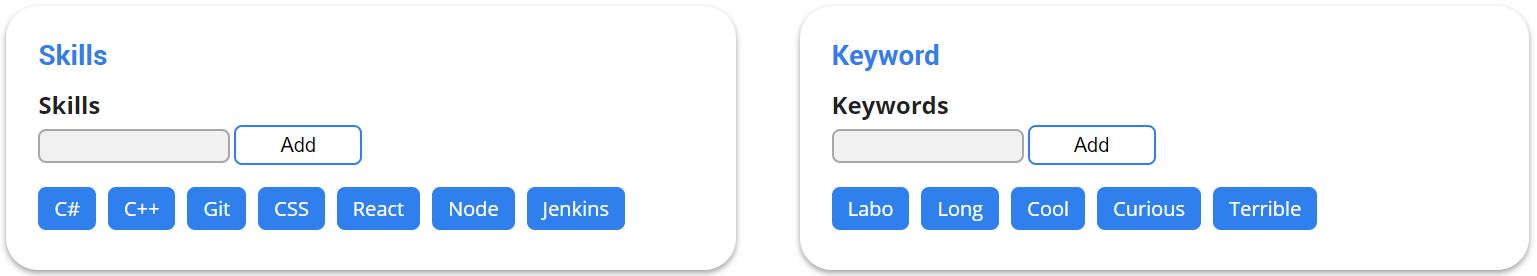 Skills
Skills
Add
C# C++ Git CSS React Node Jenkins
Keyword
Keywords
Add
Labo Long Cool Curious Terrible